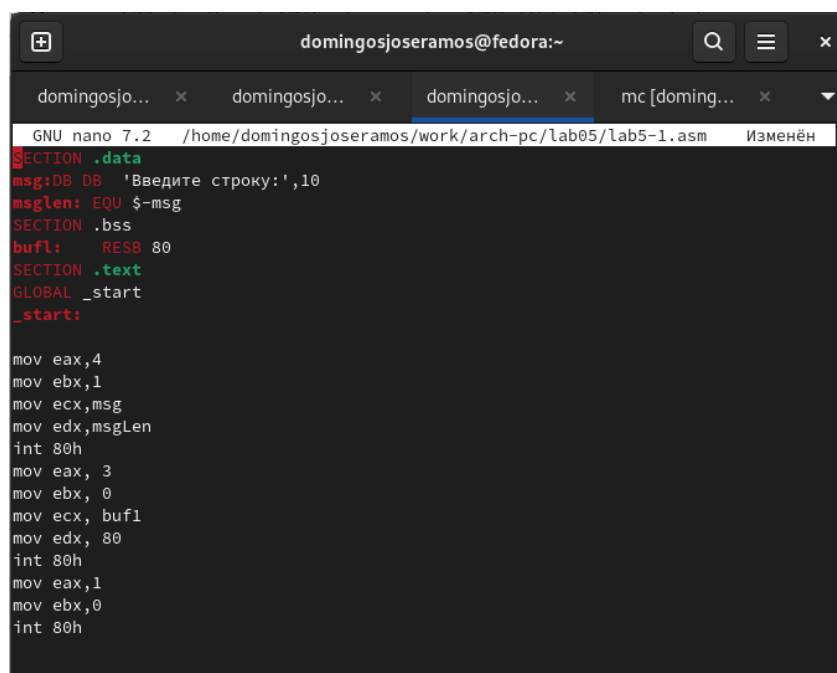 domingosjoseramos@fedora:~
domingosjo... × domingosjo... × domingosjo... × mc [doming... ×
GNU nano 7.2 /home/domingosjoseramos/work/arch-pc/lab05/lab5-1.asm Изменён
SECTION .data
msg:DB DB 'Введите строку:',10
msglen: EQU $-msg
SECTION .bss
bufl: RESB 80
SECTION .text
GLOBAL _start
_start:
mov eax,4
mov ebx,1
mov ecx,msg
mov edx,msgLen
int 80h
mov eax, 3
mov ebx, 0
mov ecx, buf1
mov edx, 80
int 80h
mov eax,1
mov ebx,0
int 80h